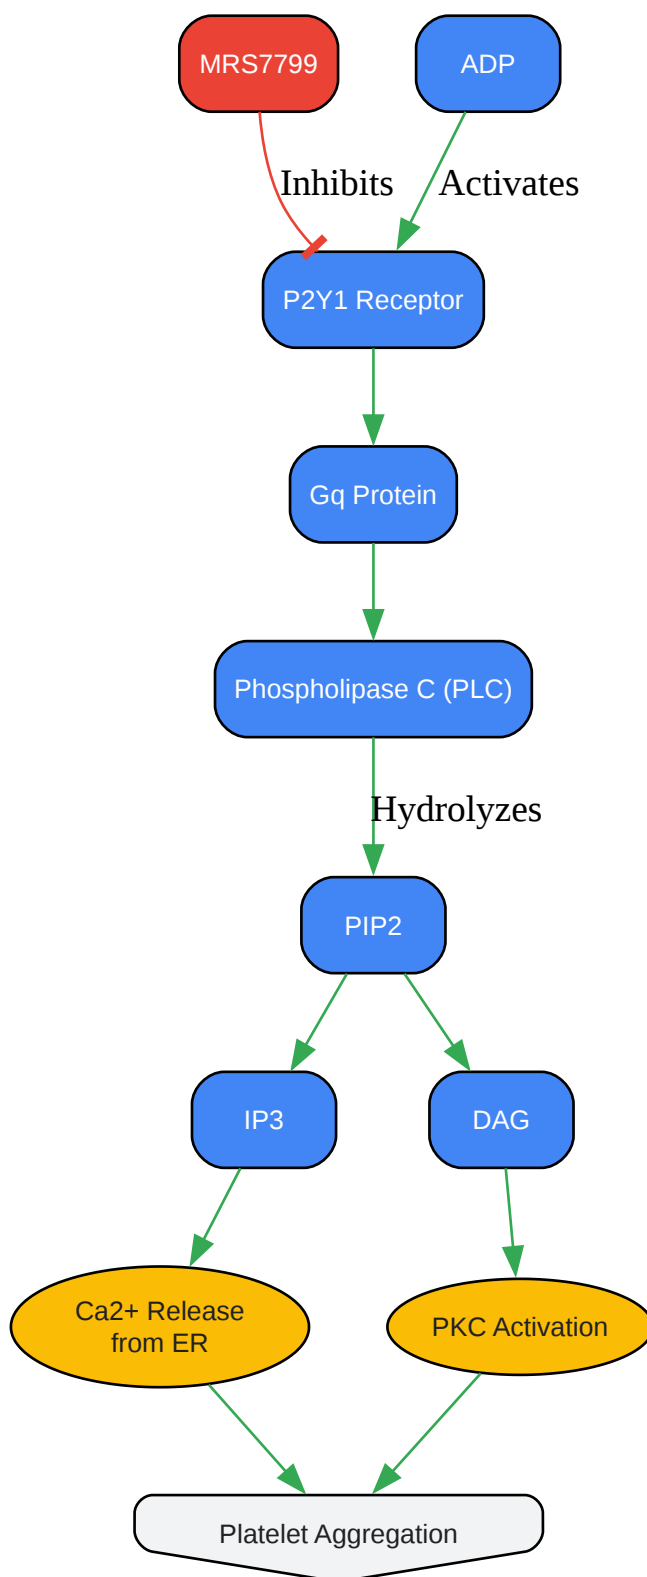 MRS7799
ADP
Inhibits
Activates
P2Y1 Receptor
Gq Protein
Phospholipase C (PLC)
Hydrolyzes
PIP2
IP3
DAG
Ca2+ Release
from ER
PKC Activation
Platelet Aggregation